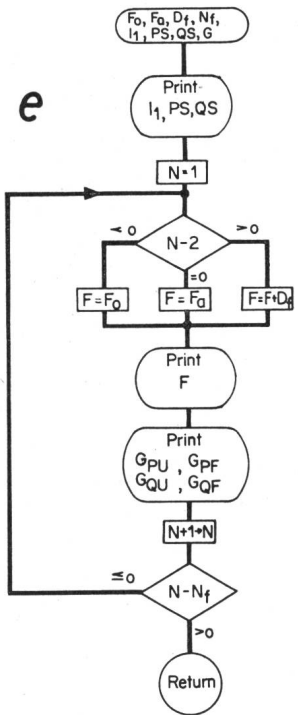 F₀, Fₐ, D_f, N_f,
I₁, PS, QS, G
e
Print
I₁, PS, QS
N=1
<0
>0
N-2
=0
F=F₀
F=Fₐ
F=F+D_f
Print
F
Print
G_PU , G_PF
G_QU , G_QF
N+1→N
≦0
N-N_f
>0
Return